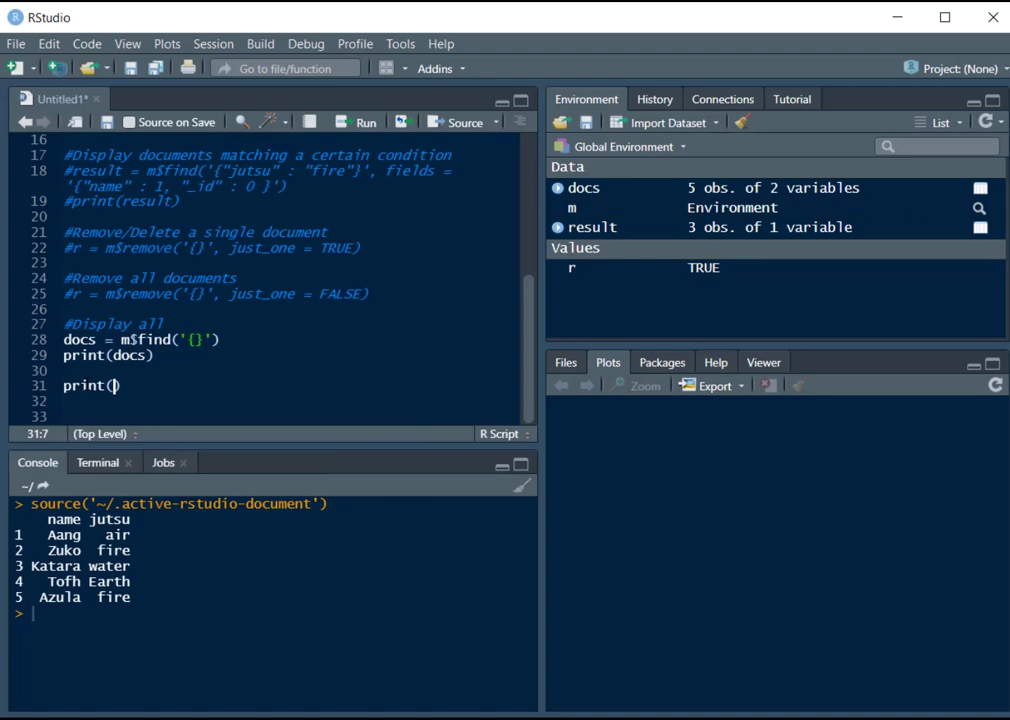 RStudio
File Edit Code View Plots Session Build Debug Profile Tools Help
Go to file/function Addins Project: (None)
Untitled1*
Source on Save Run Source
16
17 #Display documents matching a certain condition
18 #result = m$find('{"jutsu" : "fire"}', fields =
'{"name" : 1, "_id" : 0 }')
19 #print(result)
20
21 #Remove/Delete a single document
22 #r = m$remove('{}', just_one = TRUE)
23
24 #Remove all documents
25 #r = m$remove('{}', just_one = FALSE)
26
27 #Display all
28 docs = m$find('{}')
29 print(docs)
30
31 print()
32
33
31:7 (Top Level) R Script
Console Terminal Jobs
~/
> source('~/.active-rstudio-document')
name jutsu
1 Aang air
2 Zuko fire
3 Katara water
4 Tofh Earth
5 Azula fire
>
Environment History Connections Tutorial
Import Dataset List
Global Environment
Data
docs 5 obs. of 2 variables
m Environment
result 3 obs. of 1 variable
Values
r TRUE
Files Plots Packages Help Viewer
Zoom Export